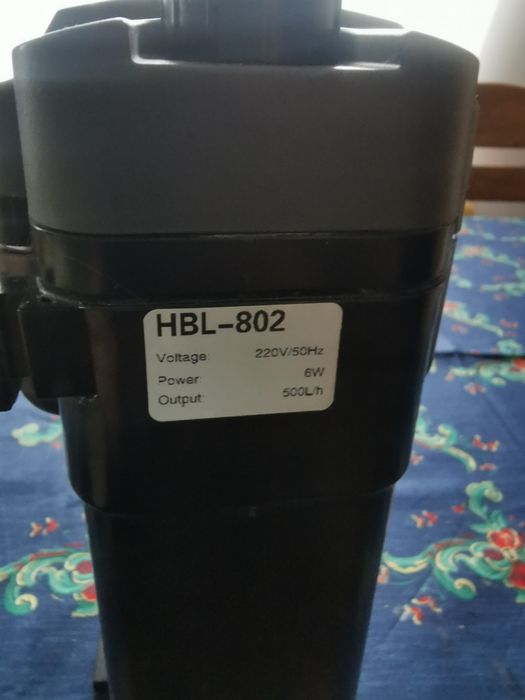 HBL-802
Voltage: 220V/50Hz
Power: 6W
Output: 500L/h